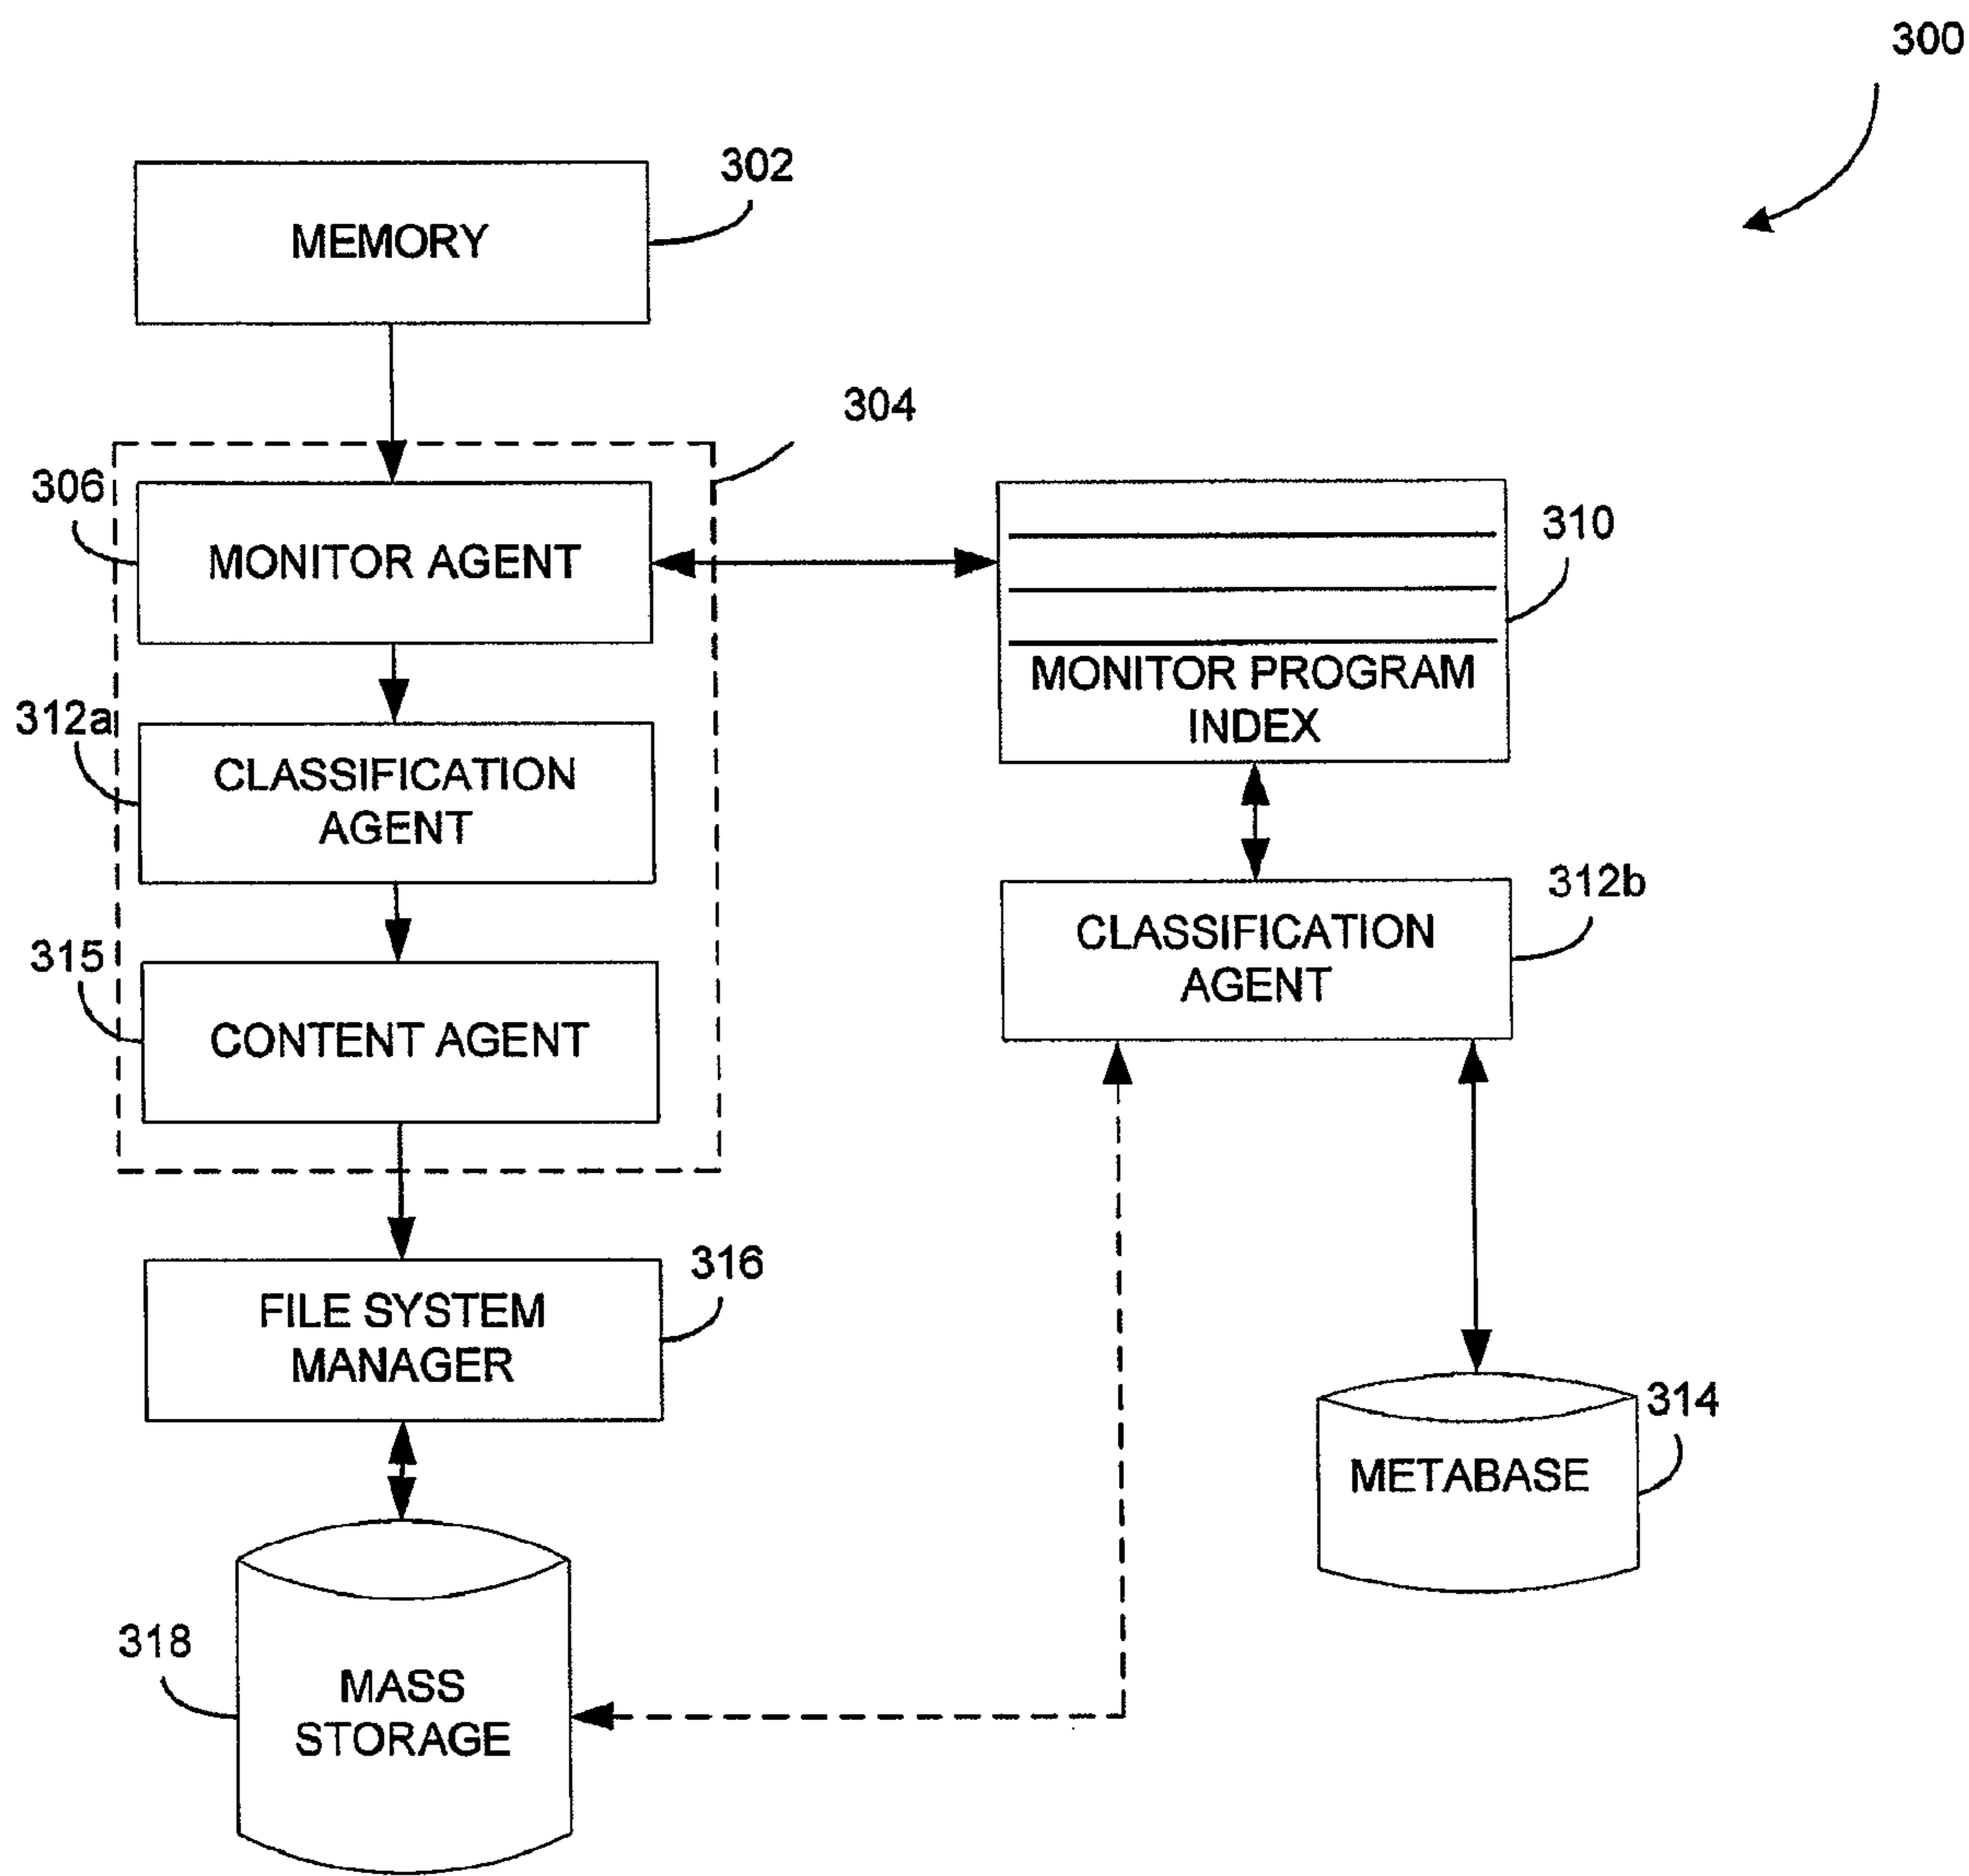 300
302
MEMORY
304
306
MONITOR AGENT
310
MONITOR PROGRAM
INDEX
312a
CLASSIFICATION
AGENT
312b
CLASSIFICATION
AGENT
315
CONTENT AGENT
316
FILE SYSTEM
MANAGER
314
METABASE
318
MASS
STORAGE